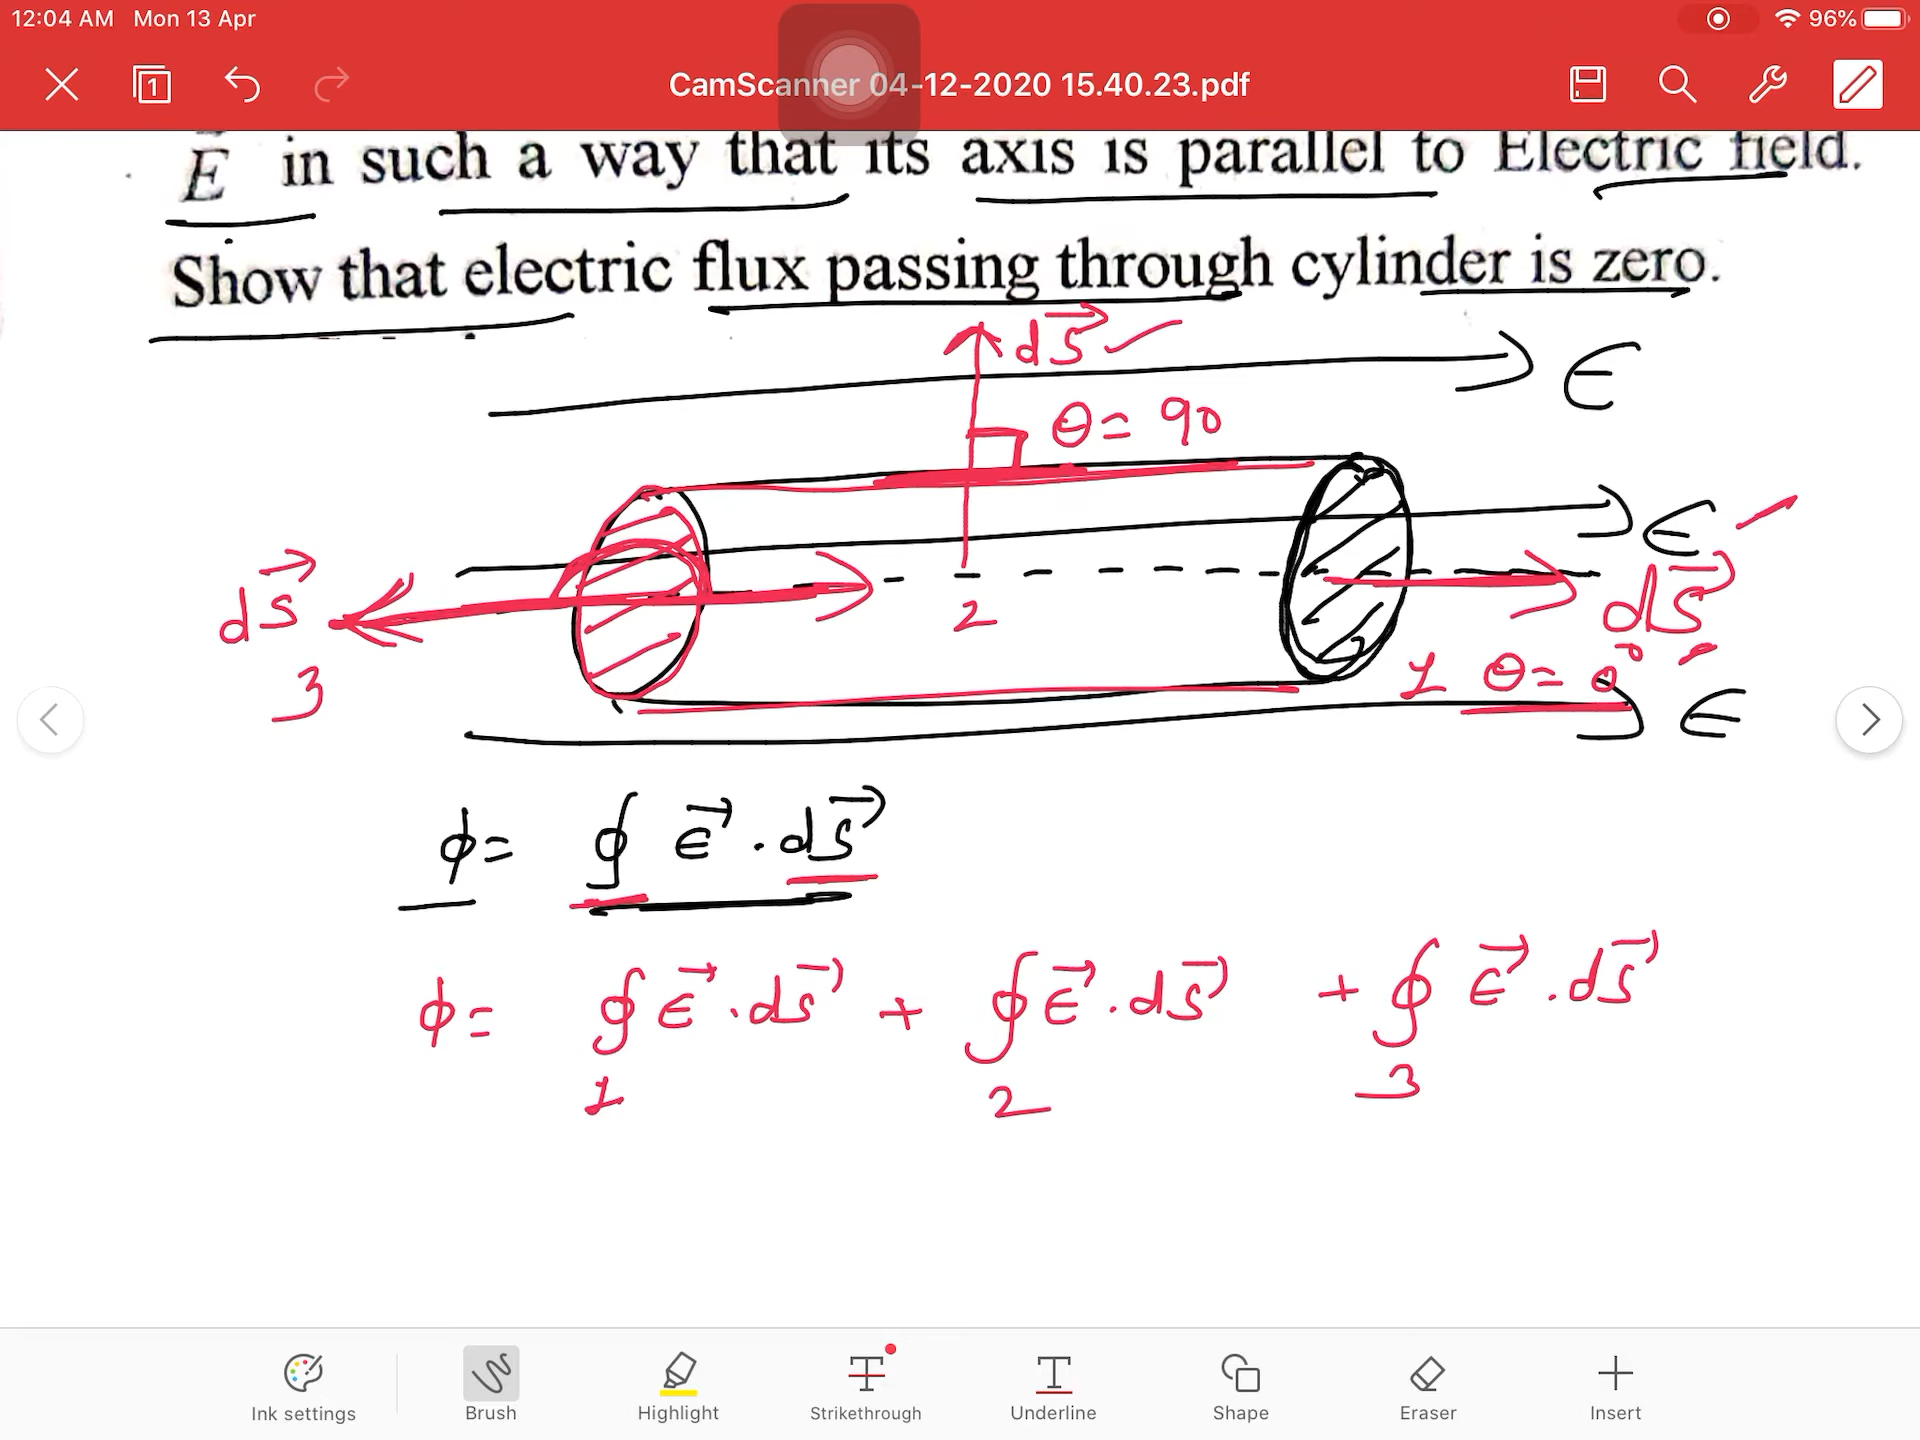 12:04 AM Mon 13 Apr 96%
1 CamScanner 04-12-2020 15.40.23.pdf
E in such a way that its axis is parallel to Electric field.
Show that electric flux passing through cylinder is zero.
ds
E
θ = 90
E
ds
ds
2
3
1 θ = 0°
E
ϕ = ∮ E . ds
ϕ = ∮ E . ds + ∮ E . ds + ∮ E . ds
1 2 3
Ink settings Brush Highlight Strikethrough Underline Shape Eraser Insert